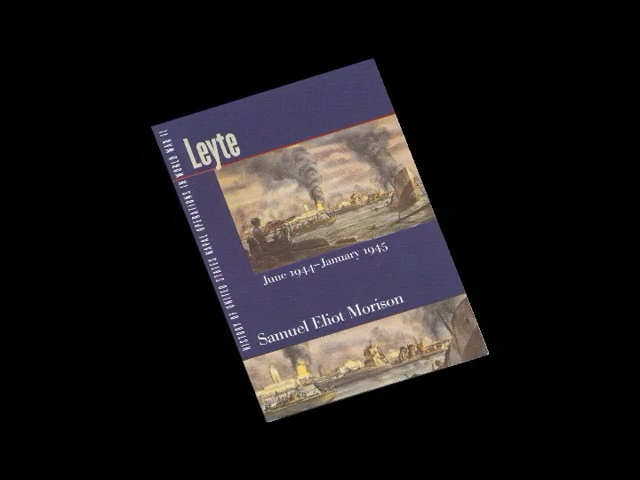 Leyte
June 1944–January 1945
Samuel Eliot Morison
HISTORY OF UNITED STATES NAVAL OPERATIONS IN WORLD WAR II